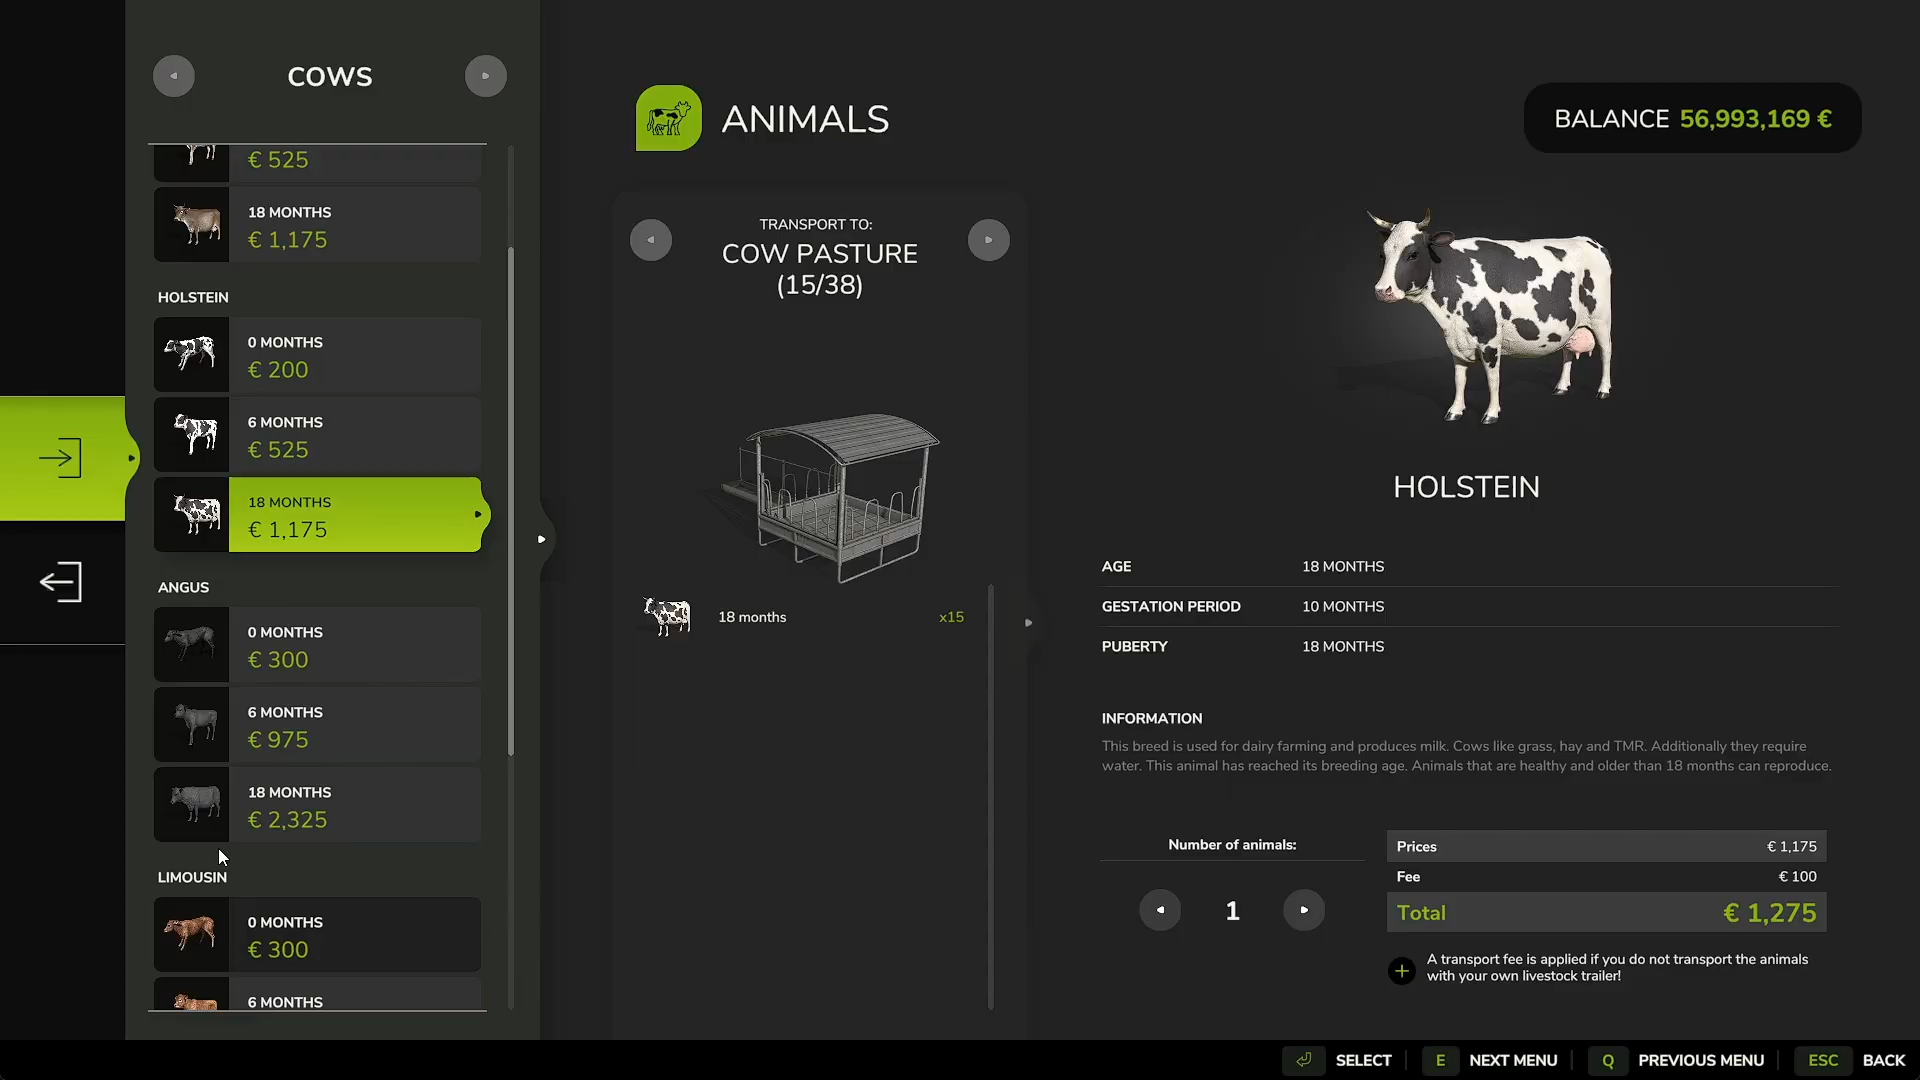 COWS
€ 525
18 MONTHS
€ 1,175
HOLSTEIN
0 MONTHS
€ 200
6 MONTHS
€ 525
18 MONTHS
€ 1,175
ANGUS
0 MONTHS
€ 300
6 MONTHS
€ 975
18 MONTHS
€ 2,325
LIMOUSIN
0 MONTHS
€ 300
6 MONTHS
ANIMALS
TRANSPORT TO:
COW PASTURE
(15/38)
18 months x15
BALANCE 56,993,169 €
HOLSTEIN
AGE 18 MONTHS
GESTATION PERIOD 10 MONTHS
PUBERTY 18 MONTHS
INFORMATION
This breed is used for dairy farming and produces milk. Cows like grass, hay and TMR. Additionally they require
water. This animal has reached its breeding age. Animals that are healthy and older than 18 months can reproduce.
Number of animals:
1
Prices € 1,175
Fee € 100
Total € 1,275
A transport fee is applied if you do not transport the animals
with your own livestock trailer!
SELECT E NEXT MENU Q PREVIOUS MENU ESC BACK